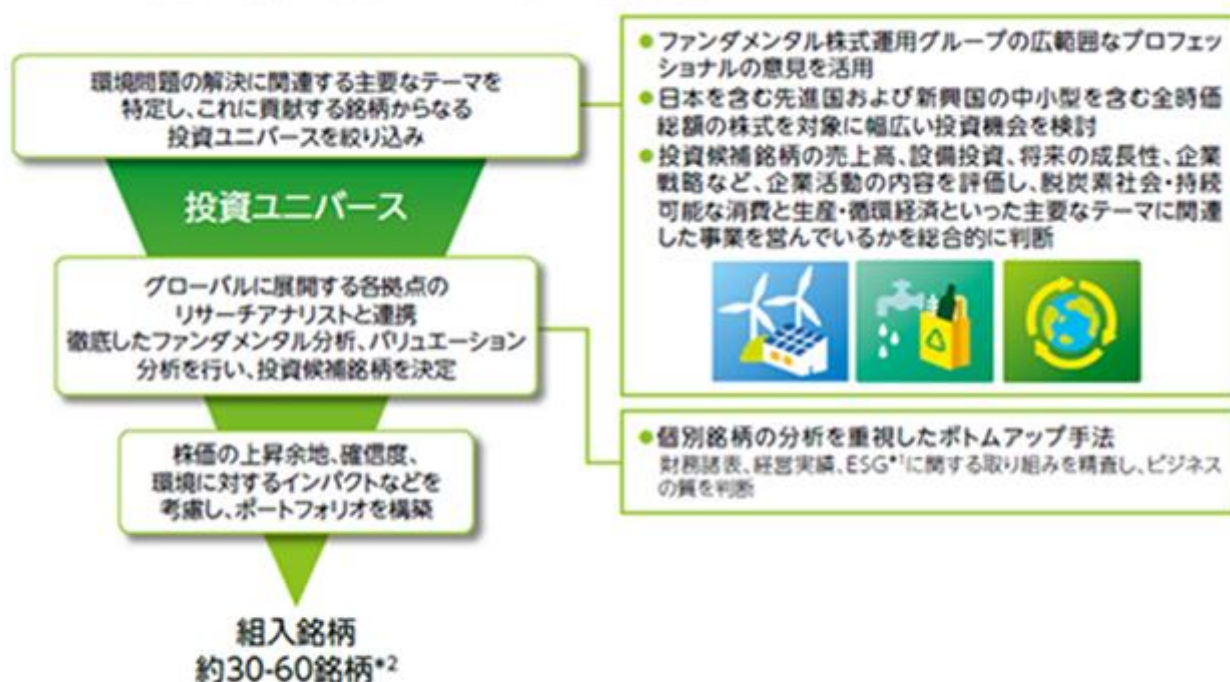 環境問題の解決に関連する主要なテーマを
特定し、これに貢献する銘柄からなる
投資ユニバースを絞り込み
投資ユニバース
グローバルに展開する各拠点の
リサーチアナリストと連携
徹底したファンダメンタル分析、バリュエーション
分析を行い、投資候補銘柄を決定
株価の上昇余地、確信度、
環境に対するインパクトなどを
考慮し、ポートフォリオを構築
組入銘柄
約30-60銘柄*2
●ファンダメンタル株式運用グループの広範囲なプロフェッ
ショナルの意見を活用
●日本を含む先進国および新興国の中小型を含む全時価
総額の株式を対象に幅広い投資機会を検討
●投資候補銘柄の売上高、設備投資、将来の成長性、企業
戦略など、企業活動の内容を評価し、脱炭素社会・持続
可能な消費と生産・循環経済といった主要なテーマに関連
した事業を営んでいるかを総合的に判断
●個別銘柄の分析を重視したボトムアップ手法
財務諸表、経営実績、ESG*1に関する取り組みを精査し、ビジネス
の質を判断